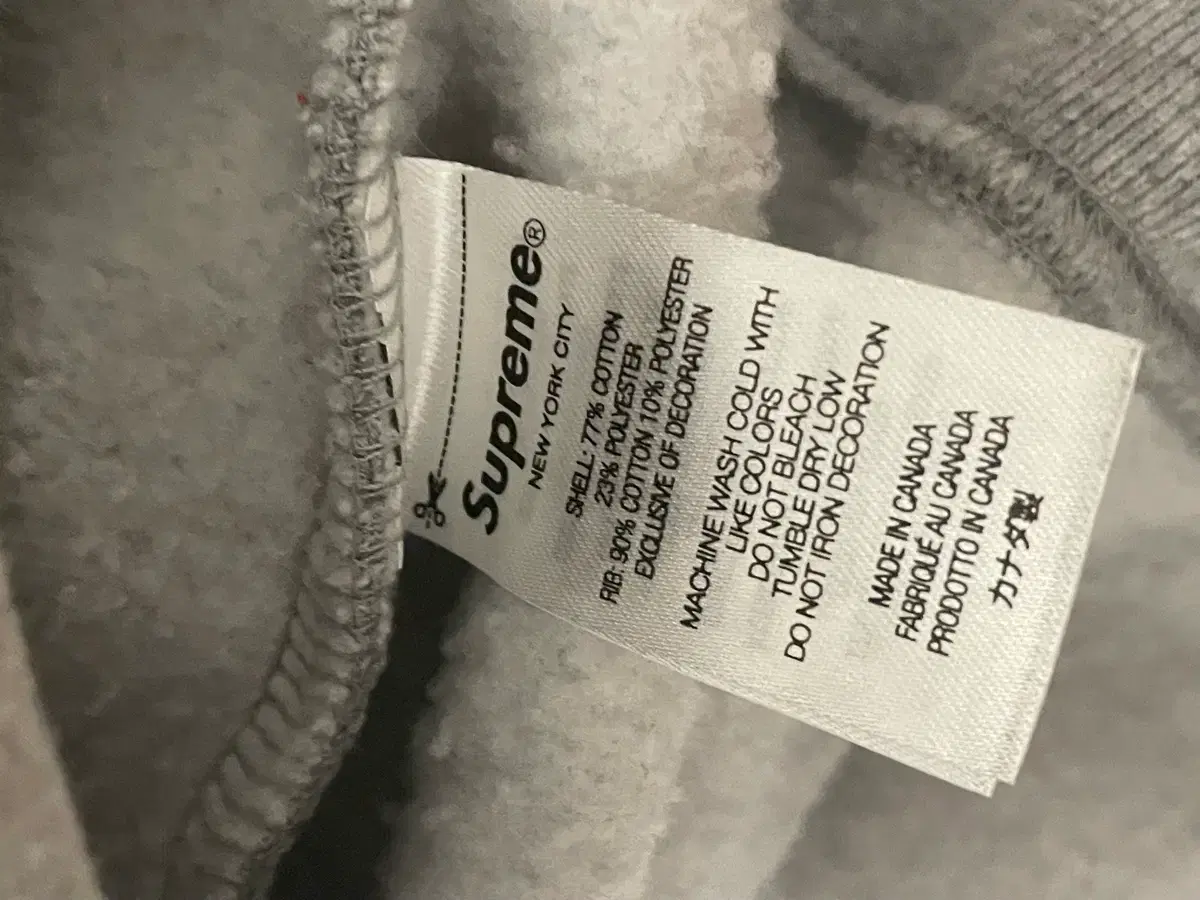 Supreme®
NEW YORK CITY
SHELL: 77% COTTON
23% POLYESTER
RIB: 90% COTTON 10% POLYESTER
EXCLUSIVE OF DECORATION
MACHINE WASH COLD WITH
LIKE COLORS
DO NOT BLEACH
TUMBLE DRY LOW
DO NOT IRON DECORATION
MADE IN CANADA
FABRIQUÉ AU CANADA
PRODOTTO IN CANADA
カナダ製